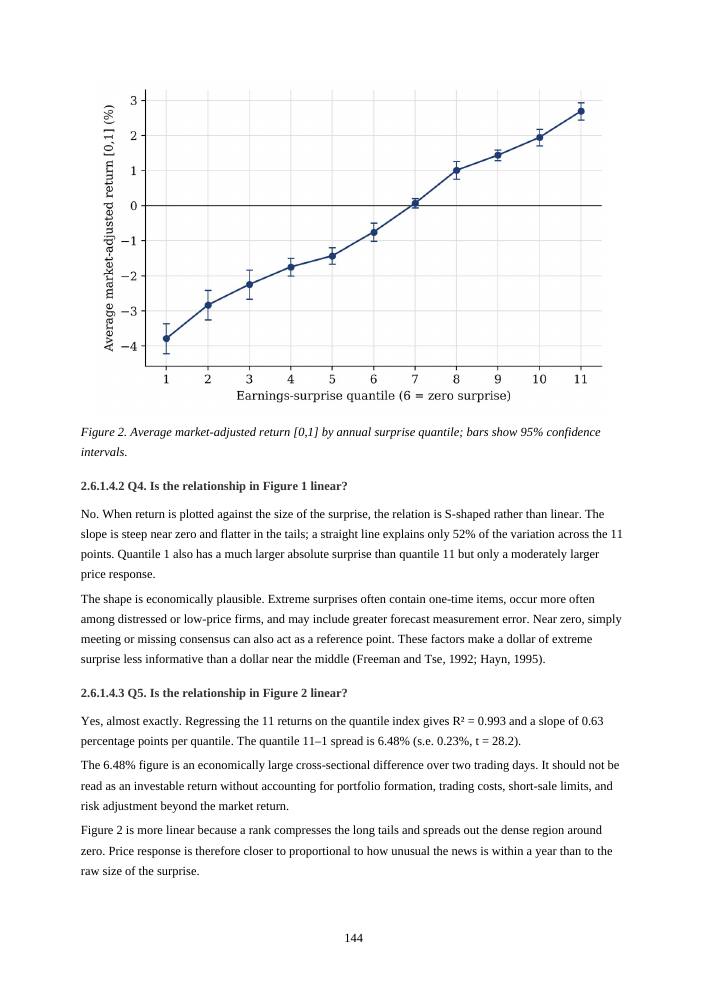 Average market-adjusted return [0,1] (%)
3
2
1
0
−1
−2
−3
−4
1 2 3 4 5 6 7 8 9 10 11
Earnings-surprise quantile (6 = zero surprise)
Figure 2. Average market-adjusted return [0,1] by annual surprise quantile; bars show 95% confidence
intervals.
2.6.1.4.2 Q4. Is the relationship in Figure 1 linear?
No. When return is plotted against the size of the surprise, the relation is S-shaped rather than linear. The
slope is steep near zero and flatter in the tails; a straight line explains only 52% of the variation across the 11
points. Quantile 1 also has a much larger absolute surprise than quantile 11 but only a moderately larger
price response.
The shape is economically plausible. Extreme surprises often contain one-time items, occur more often
among distressed or low-price firms, and may include greater forecast measurement error. Near zero, simply
meeting or missing consensus can also act as a reference point. These factors make a dollar of extreme
surprise less informative than a dollar near the middle (Freeman and Tse, 1992; Hayn, 1995).
2.6.1.4.3 Q5. Is the relationship in Figure 2 linear?
Yes, almost exactly. Regressing the 11 returns on the quantile index gives R² = 0.993 and a slope of 0.63
percentage points per quantile. The quantile 11–1 spread is 6.48% (s.e. 0.23%, t = 28.2).
The 6.48% figure is an economically large cross-sectional difference over two trading days. It should not be
read as an investable return without accounting for portfolio formation, trading costs, short-sale limits, and
risk adjustment beyond the market return.
Figure 2 is more linear because a rank compresses the long tails and spreads out the dense region around
zero. Price response is therefore closer to proportional to how unusual the news is within a year than to the
raw size of the surprise.
144